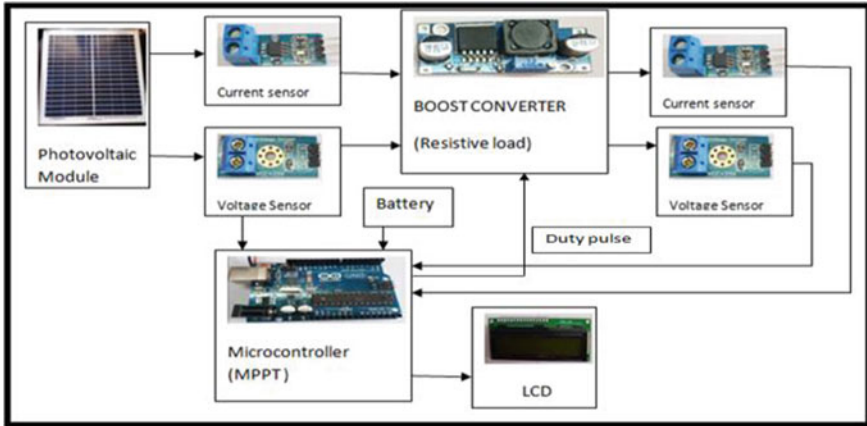 Current sensor
BOOST CONVERTER
(Resistive load)
Current sensor
Photovoltaic
Module
Voltage Sensor
Battery
Voltage Sensor
Duty pulse
UNO
Microcontroller
(MPPT)
LCD